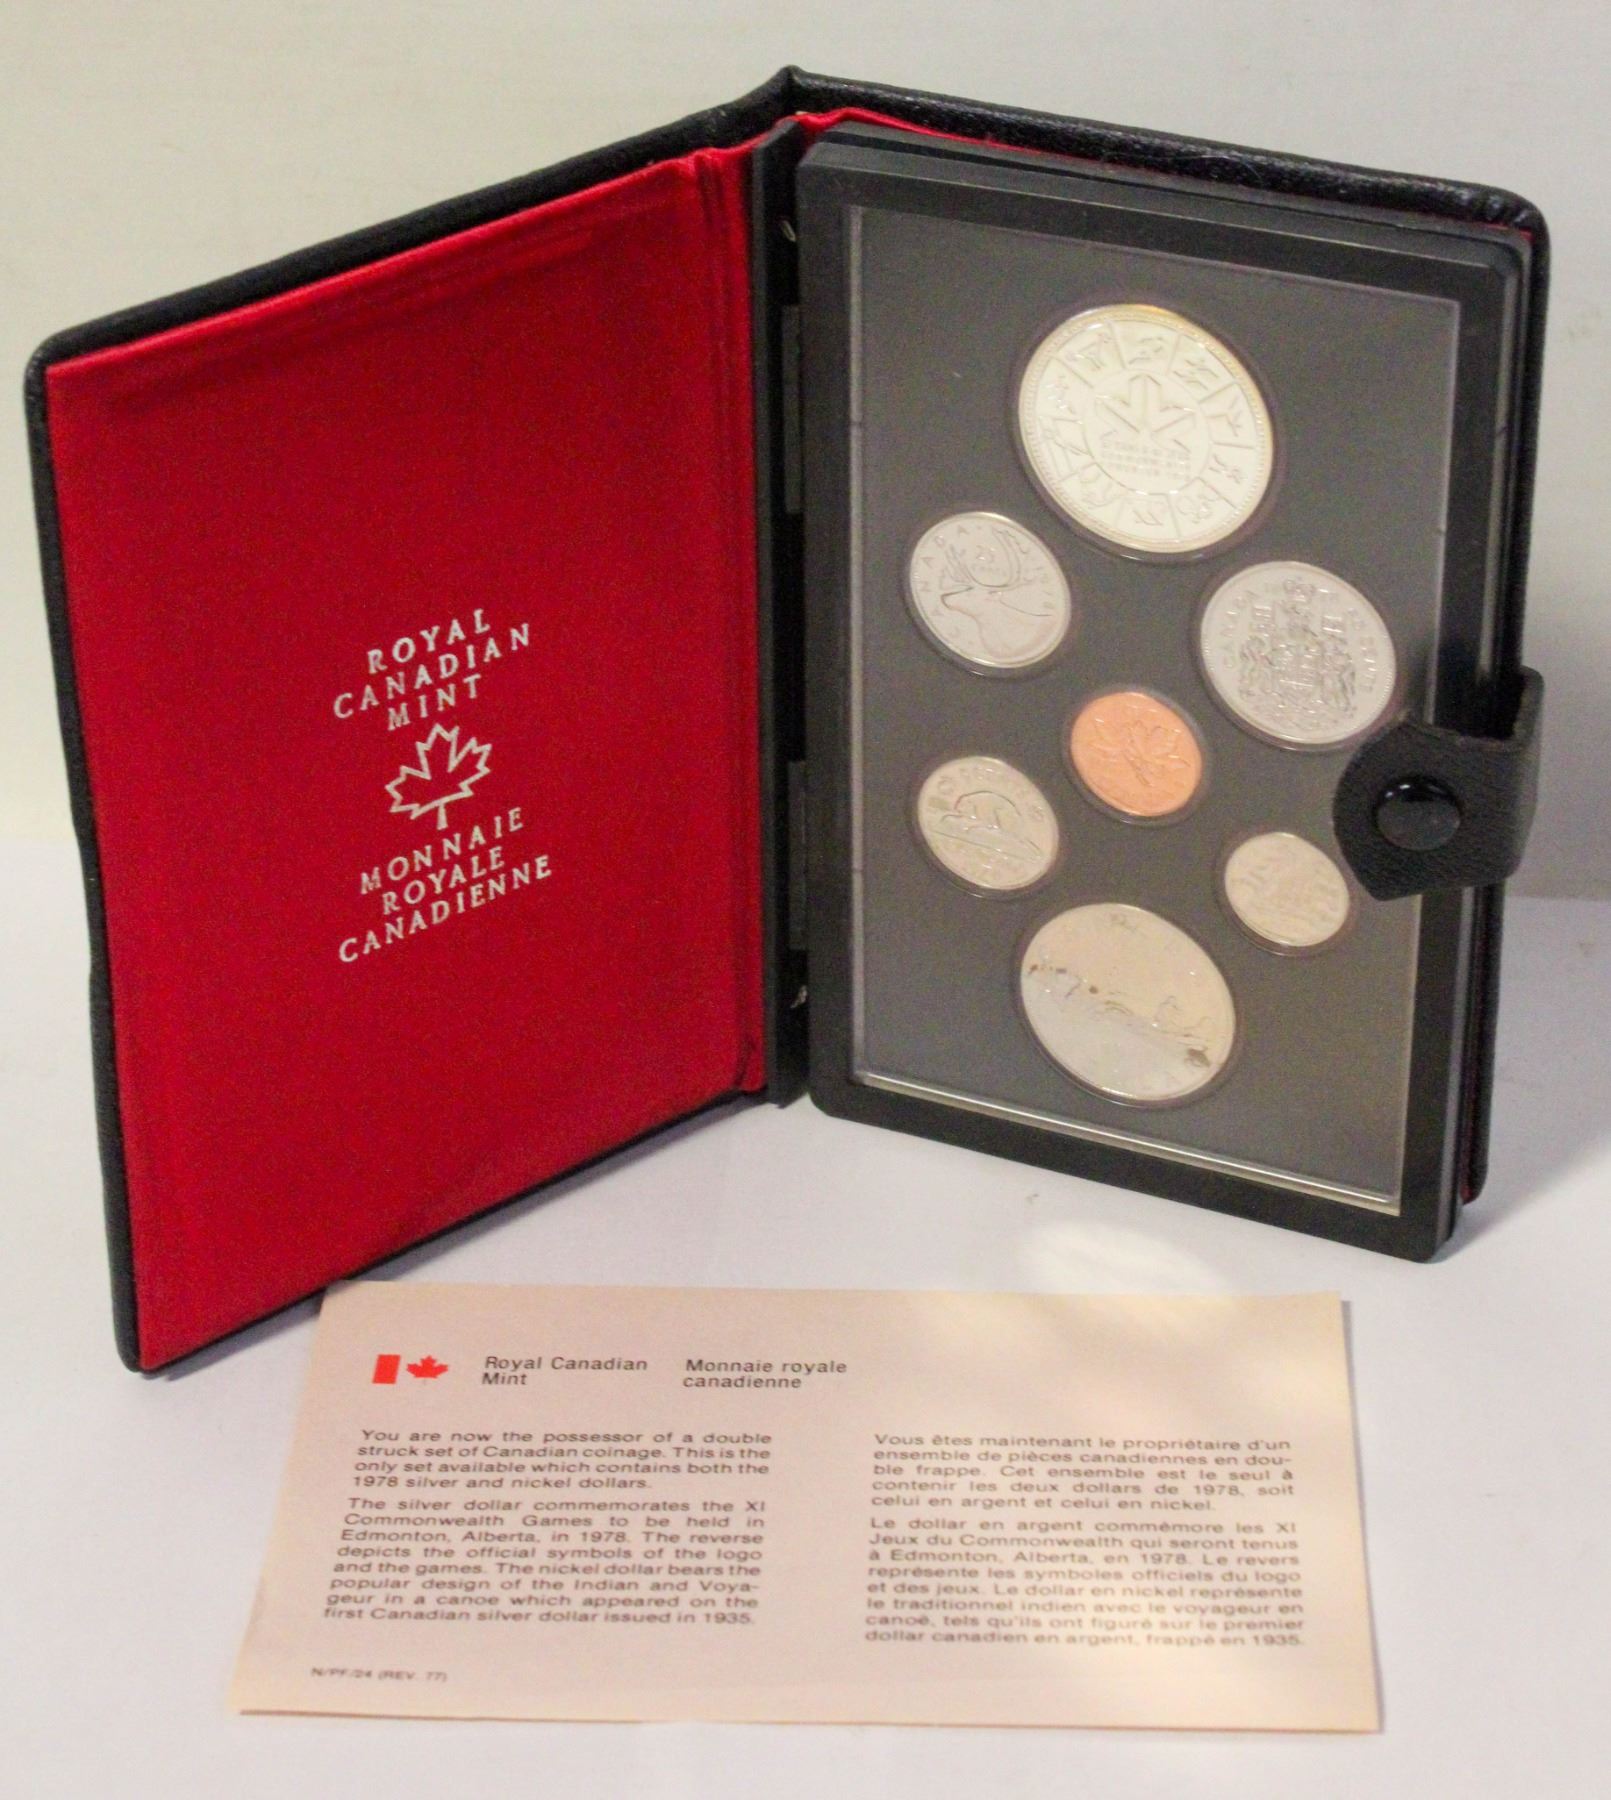 ROYAL
CANADIAN
MINT
MONNAIE
ROYALE
CANADIENNE
CANADA
25
CENTS
1978
CANADA 50 CENTS
Royal Canadian
Mint
Monnaie royale
canadienne
You are now the possessor of a double
struck set of Canadian coinage. This is the
only set available which contains both the
1978 silver and nickel dollars.
The silver dollar commemorates the XI
Commonwealth Games to be held in
Edmonton, Alberta, in 1978. The reverse
depicts the official symbols of the logo
and the games. The nickel dollar bears the
popular design of the Indian and Voya-
geur in a canoe which appeared on the
first Canadian silver dollar issued in 1935.
N/PF/24 (REV. 77)
Vous êtes maintenant le propriétaire d'un
ensemble de pièces canadiennes en dou-
ble frappe. Cet ensemble est le seul à
contenir les deux dollars de 1978, soit
celui en argent et celui en nickel.
Le dollar en argent commémore les XI
Jeux du Commonwealth qui seront tenus
à Edmonton, Alberta, en 1978. Le revers
représente les symboles officiels du logo
et des jeux. Le dollar en nickel représente
le traditionnel indien avec le voyageur en
canoë, tels qu'ils ont figuré sur le premier
dollar canadien en argent, frappé en 1935.